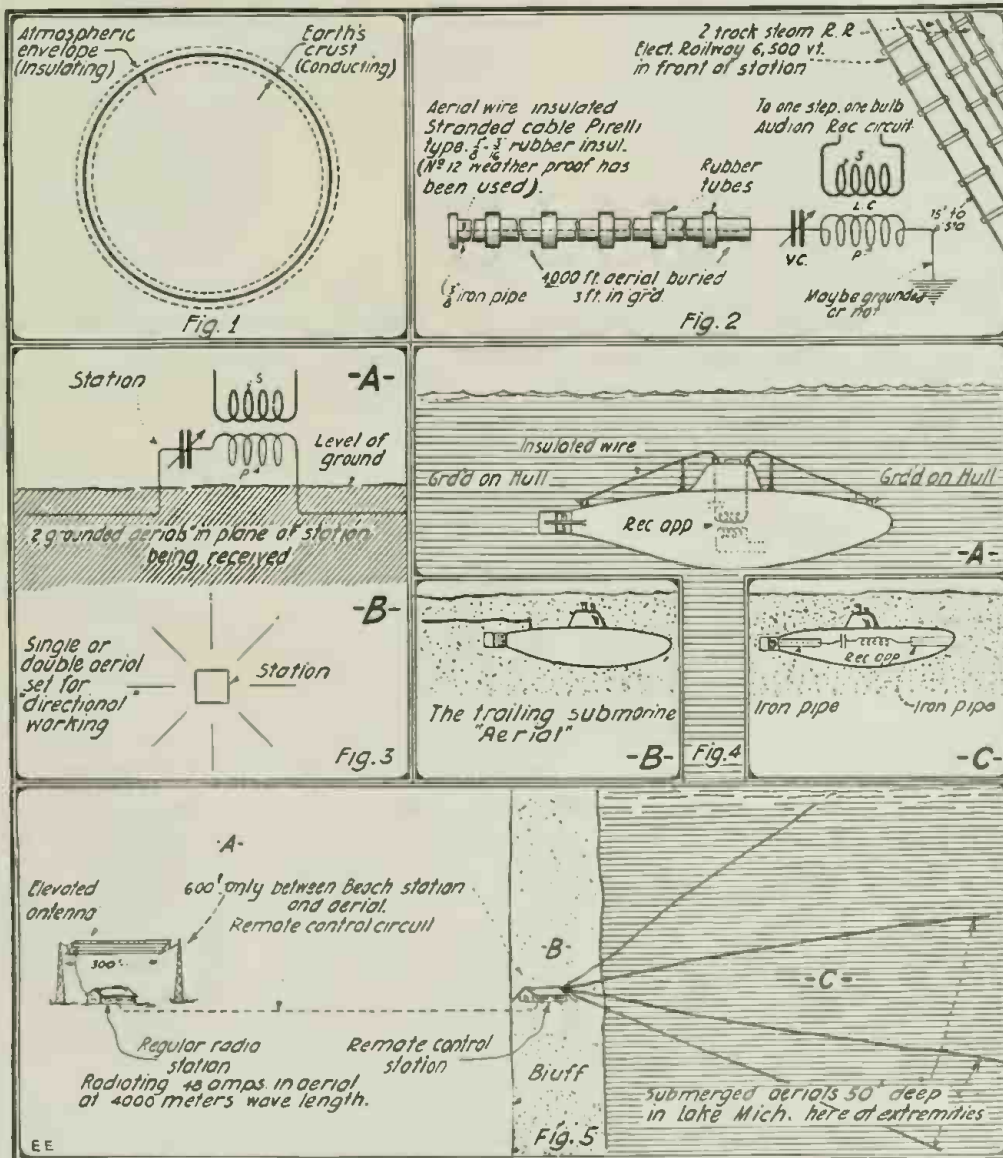 Atmospheric
envelope
(Insulating)
Earth's
crust
(Conducting)
Fig. 1
2 track steam R.R
Elect. Railway 6,500 vt.
in front of station
Aerial wire insulated
Stranded cable Pirelli
type. rubber insul.
(Nº 12 weather proof has
been used).
Rubber
tubes
To one step, one bulb
Audion Rec circuit
S
L.C
P
V.C.
15' to
sta
3/8 iron pipe
4,000 ft. aerial buried
3 ft. in gr'd.
Maybe grounded
or not
Fig. 2
Station
-A-
S
P
Level of
ground
2 grounded aerials in plane of station
being received
-B-
Single or
double aerial
set for
"directional"
working
Station
Fig. 3
Insulated wire
Grd'd on Hull
Grd'd on Hull
Rec app
-A-
The trailing submarine
"Aerial"
-B-
Fig. 4
Rec app
Iron pipe
Iron pipe
-C-
-A-
Elevated
antenna
600' only between Beach station
and aerial.
Remote control circuit
300'
Regular radio
station
Remote control
station
Radiating 48 amps. in aerial
at 4000 meters wave length.
-B-
Bluff
-C-
Submerged aerials 50' deep
in Lake Mich. here at extremities
EE
Fig. 5